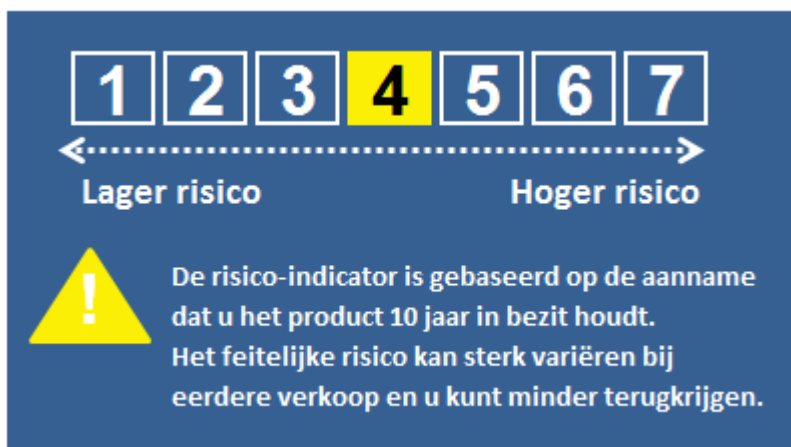 1 2 3 4 5 6 7
Lager risico Hoger risico
! De risico-indicator is gebaseerd op de aanname
dat u het product 10 jaar in bezit houdt.
Het feitelijke risico kan sterk variëren bij
eerdere verkoop en u kunt minder terugkrijgen.